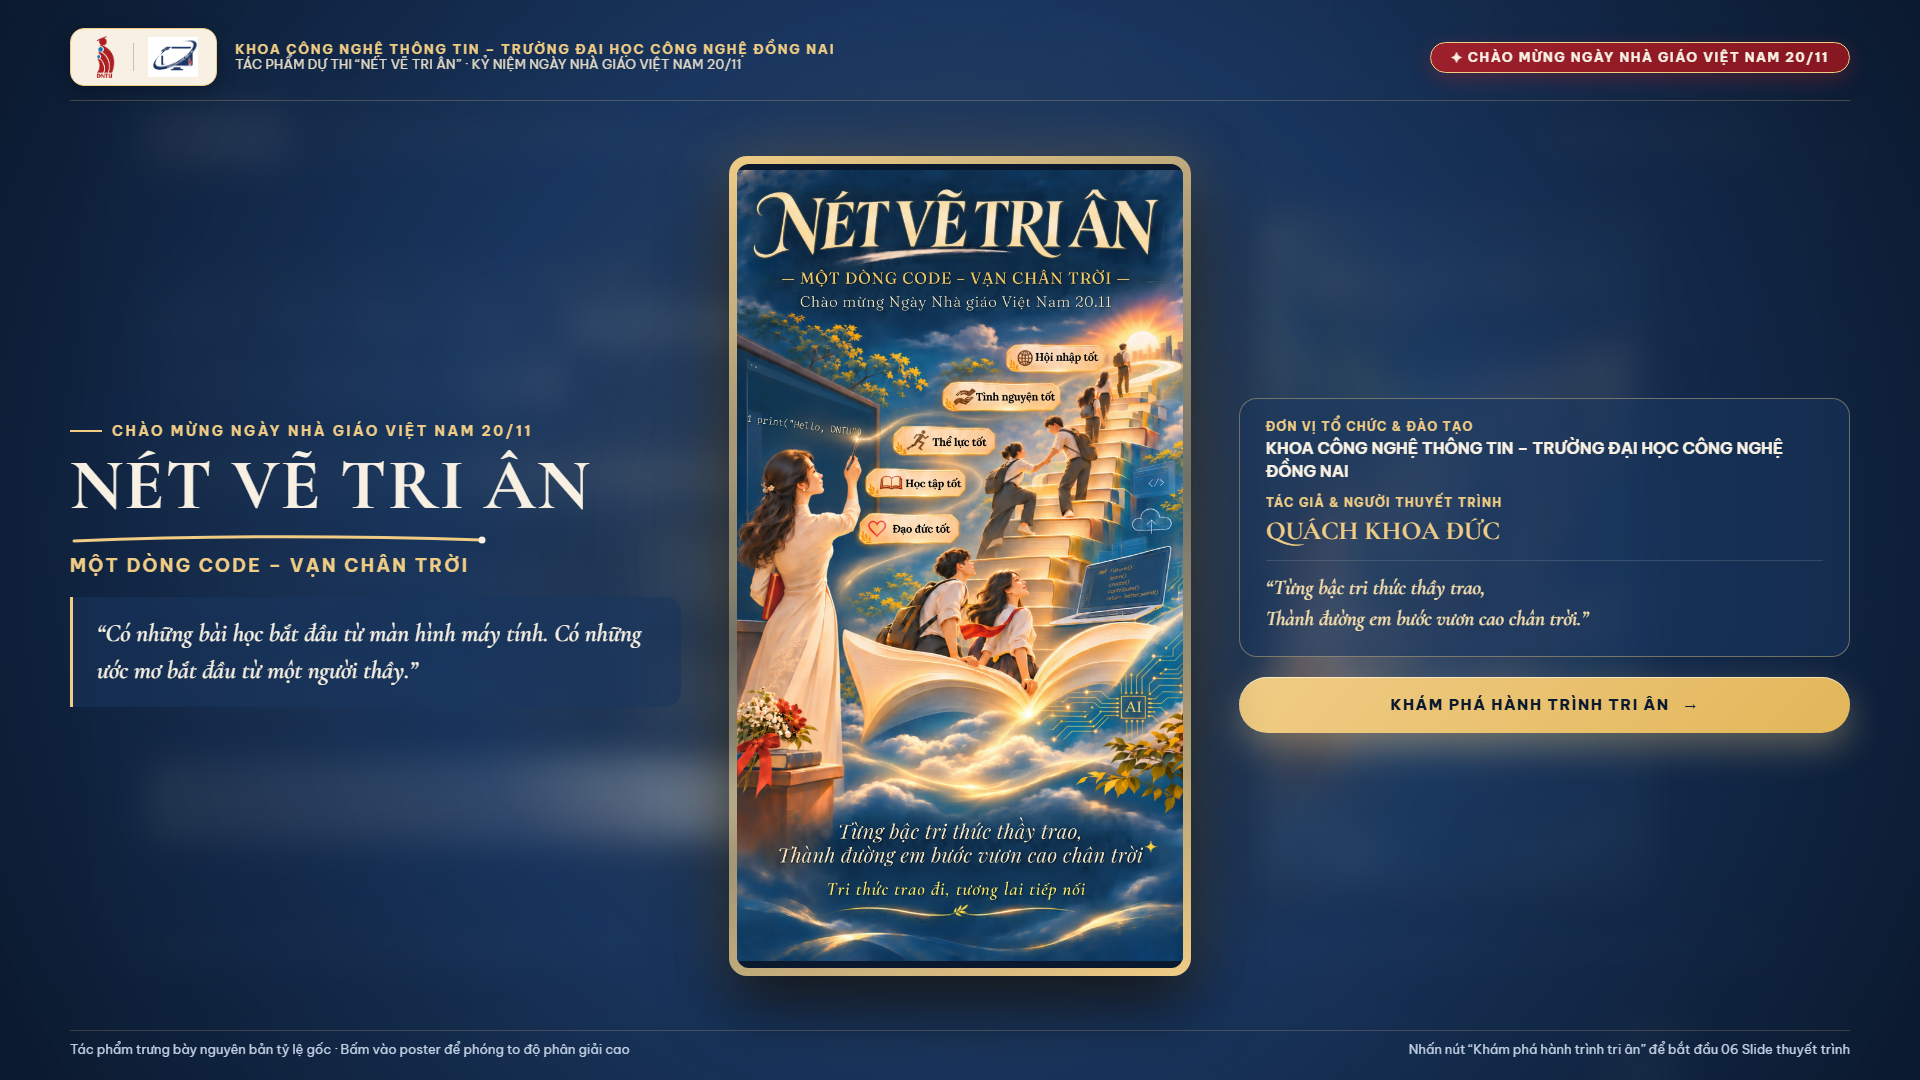 DNTU
KHOA CÔNG NGHỆ THÔNG TIN – TRƯỜNG ĐẠI HỌC CÔNG NGHỆ ĐỒNG NAI
TÁC PHẨM DỰ THI “NÉT VẼ TRI ÂN” · KỶ NIỆM NGÀY NHÀ GIÁO VIỆT NAM 20/11
✦ CHÀO MỪNG NGÀY NHÀ GIÁO VIỆT NAM 20/11
CHÀO MỪNG NGÀY NHÀ GIÁO VIỆT NAM 20/11
NÉT VẼ TRI ÂN
MỘT DÒNG CODE – VẠN CHÂN TRỜI
“Có những bài học bắt đầu từ màn hình máy tính. Có những
ước mơ bắt đầu từ một người thầy.”
NÉT VẼ TRI ÂN
— MỘT DÒNG CODE – VẠN CHÂN TRỜI —
Chào mừng Ngày Nhà giáo Việt Nam 20.11
Hội nhập tốt
Tình nguyện tốt
1 print("Hello, DNTU")
Thể lực tốt
Học tập tốt
</>
Đạo đức tốt
AI
Từng bậc tri thức thầy trao,
Thành đường em bước vươn cao chân trời
Tri thức trao đi, tương lai tiếp nối
ĐƠN VỊ TỔ CHỨC & ĐÀO TẠO
KHOA CÔNG NGHỆ THÔNG TIN – TRƯỜNG ĐẠI HỌC CÔNG NGHỆ
ĐỒNG NAI
TÁC GIẢ & NGƯỜI THUYẾT TRÌNH
QUÁCH KHOA ĐỨC
“Từng bậc tri thức thầy trao,
Thành đường em bước vươn cao chân trời.”
KHÁM PHÁ HÀNH TRÌNH TRI ÂN →
Tác phẩm trưng bày nguyên bản tỷ lệ gốc · Bấm vào poster để phóng to độ phân giải cao
Nhấn nút “Khám phá hành trình tri ân” để bắt đầu 06 Slide thuyết trình